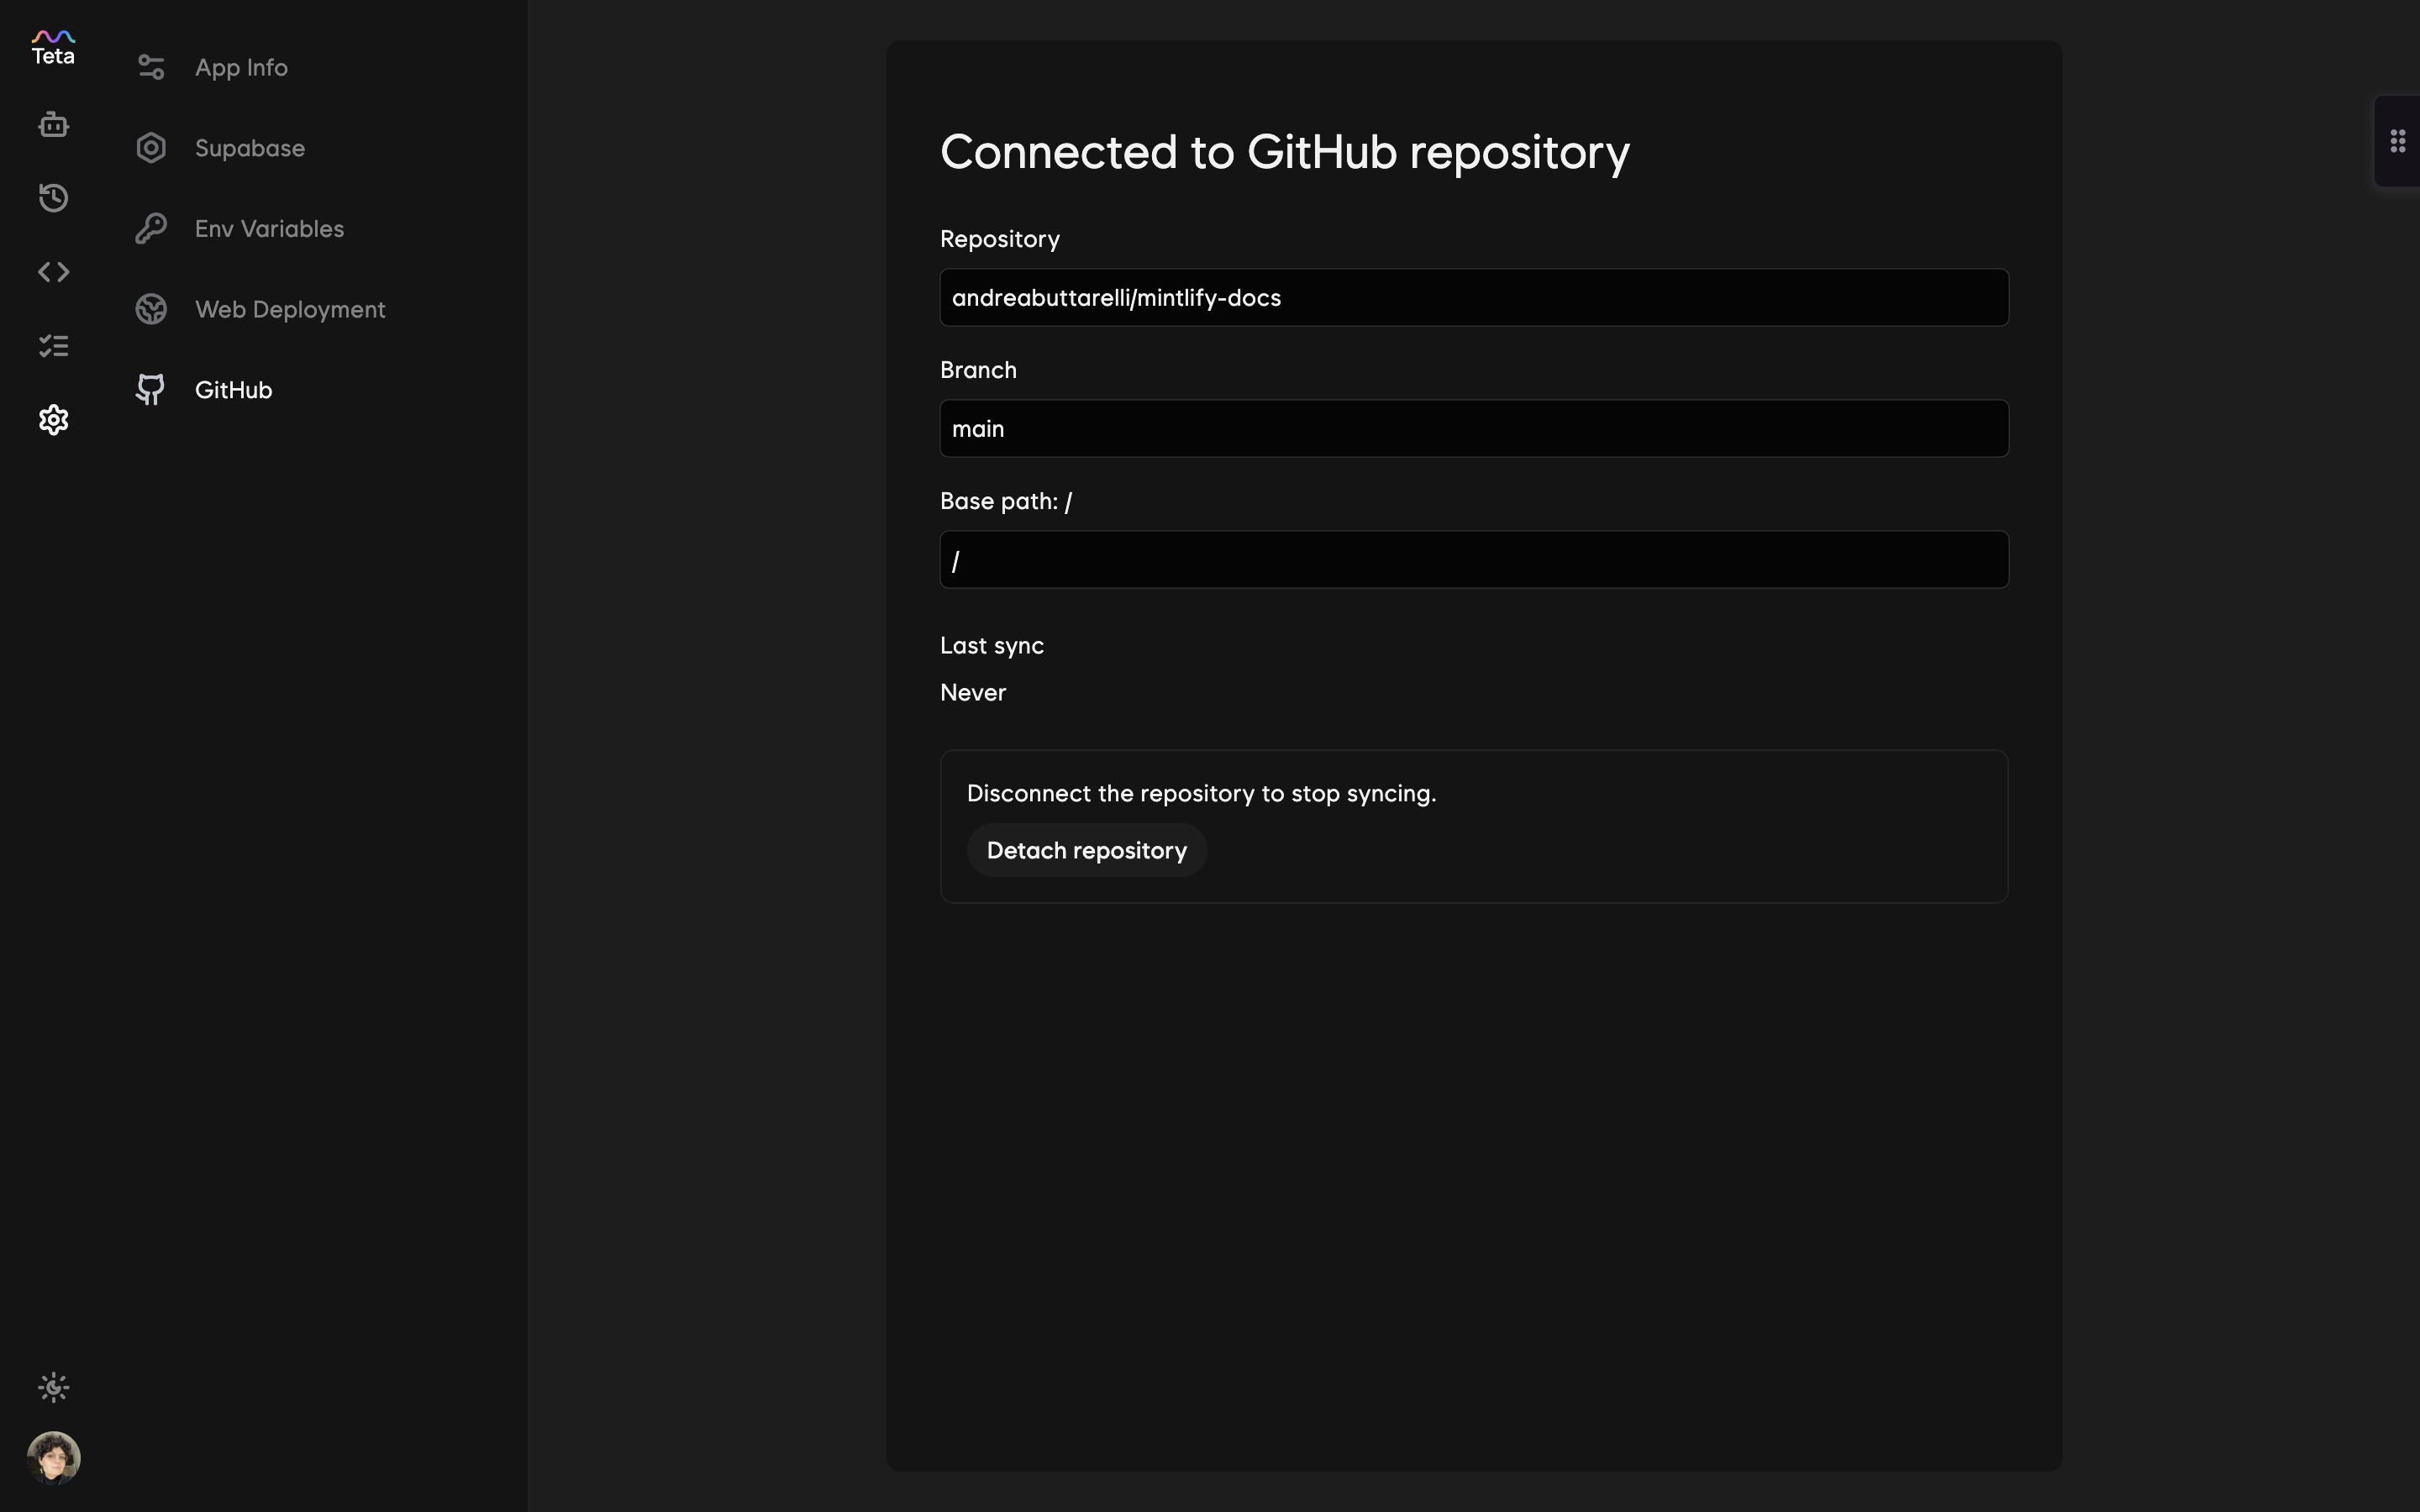 Teta
App Info
Supabase
Env Variables
Web Deployment
GitHub
Connected to GitHub repository
Repository
andreabuttarelli/mintlify-docs
Branch
main
Base path: /
/
Last sync
Never
Disconnect the repository to stop syncing.
Detach repository